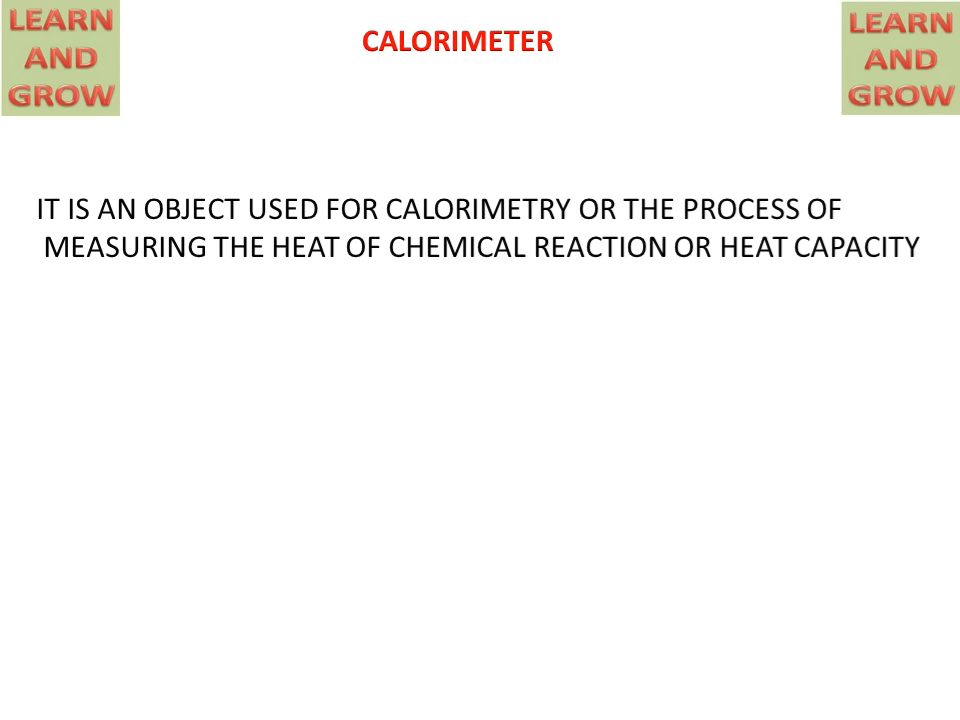 LEARN
AND
GROW
CALORIMETER
LEARN
AND
GROW
IT IS AN OBJECT USED FOR CALORIMETRY OR THE PROCESS OF
MEASURING THE HEAT OF CHEMICAL REACTION OR HEAT CAPACITY